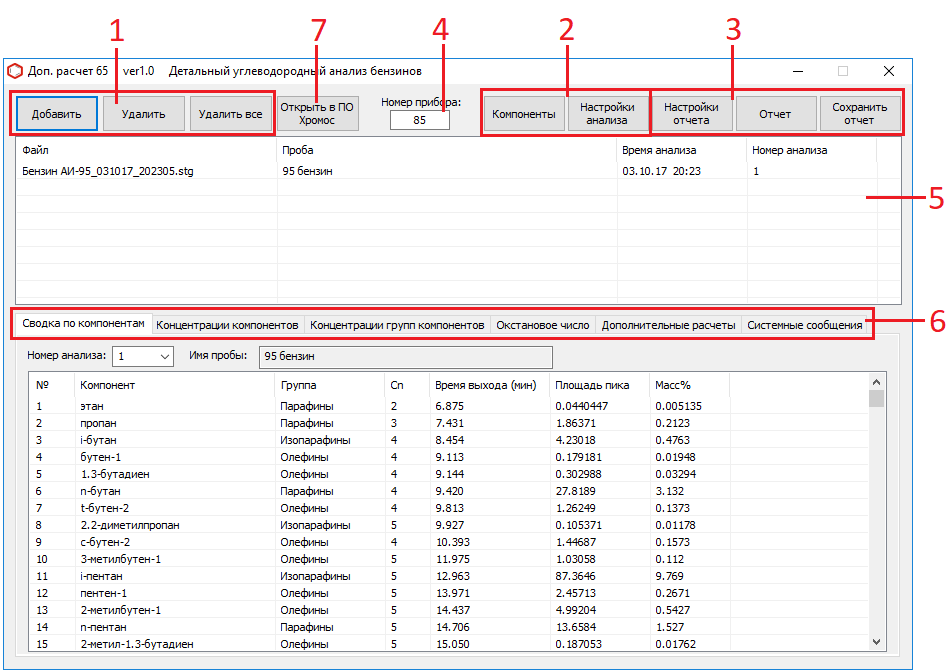 1 7 4 2 3
Доп. расчет 65 ver1.0 Детальный углеводородный анализ бензинов
Добавить Удалить Удалить все Открыть в ПО Хромос Номер прибора: 85 Компоненты Настройки анализа Настройки отчета Отчет Сохранить отчет
Файл Проба Время анализа Номер анализа
Бензин АИ-95_031017_202305.stg 95 бензин 03.10.17 20:23 1
5
Сводка по компонентам Концентрации компонентов Концентрации групп компонентов Окстановое число Дополнительные расчеты Системные сообщения
6
Номер анализа: 1 Имя пробы: 95 бензин
№ Компонент Группа Cn Время выхода (мин) Площадь пика Масс%
1 этан Парафины 2 6.875 0.0440447 0.005135
2 пропан Парафины 3 7.431 1.86371 0.2123
3 i-бутан Изопарафины 4 8.454 4.23018 0.4763
4 бутен-1 Олефины 4 9.113 0.179181 0.01948
5 1.3-бутадиен Олефины 4 9.144 0.302988 0.03294
6 n-бутан Парафины 4 9.420 27.8189 3.132
7 t-бутен-2 Олефины 4 9.813 1.26249 0.1373
8 2.2-диметилпропан Изопарафины 5 9.927 0.105371 0.01178
9 c-бутен-2 Олефины 4 10.393 1.44687 0.1573
10 3-метилбутен-1 Олефины 5 11.975 1.03058 0.112
11 i-пентан Изопарафины 5 12.963 87.3646 9.769
12 пентен-1 Олефины 5 13.971 2.45713 0.2671
13 2-метилбутен-1 Олефины 5 14.437 4.99204 0.5427
14 n-пентан Парафины 5 14.706 13.6584 1.527
15 2-метил-1.3-бутадиен Олефины 5 15.050 0.187053 0.01762